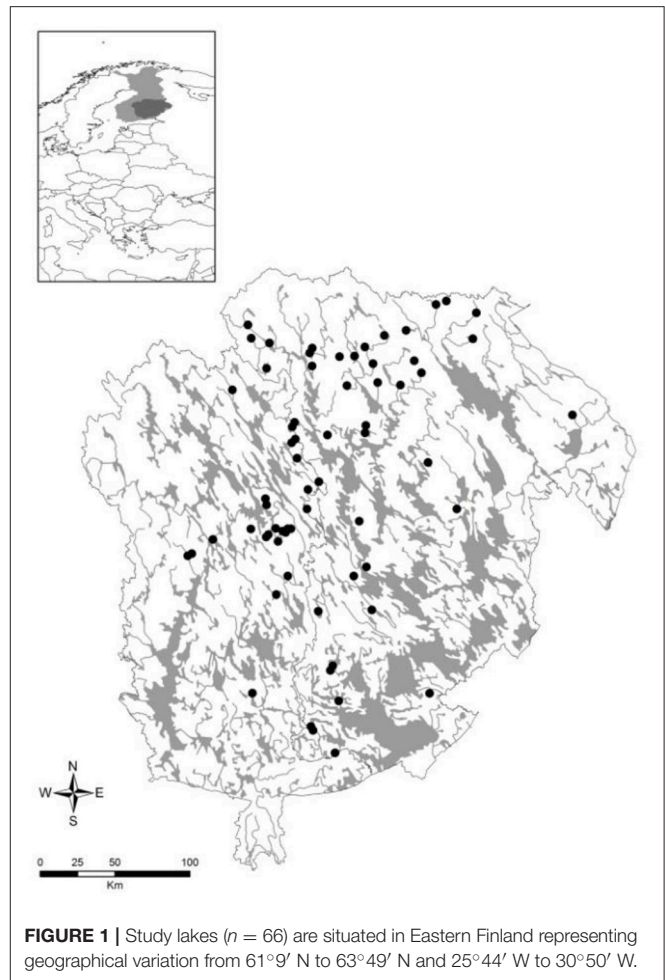 N
W E
S
0 25 50 100
Km
FIGURE 1 | Study lakes (n = 66) are situated in Eastern Finland representing
geographical variation from 61°9′ N to 63°49′ N and 25°44′ W to 30°50′ W.